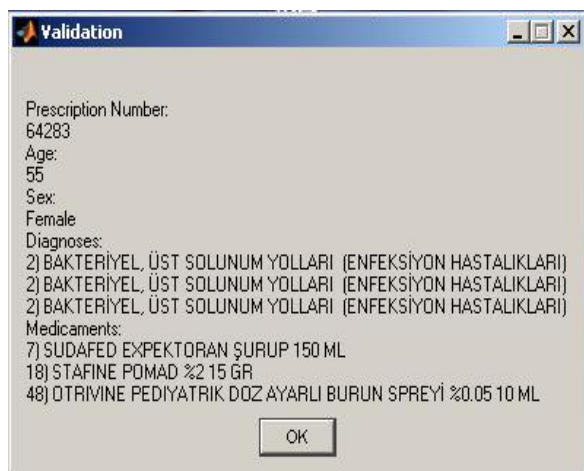 Validation
Prescription Number:
64283
Age:
55
Sex:
Female
Diagnoses:
2) BAKTERİYEL, ÜST SOLUNUM YOLLARI (ENFEKSİYON HASTALIKLARI)
2) BAKTERİYEL, ÜST SOLUNUM YOLLARI (ENFEKSİYON HASTALIKLARI)
2) BAKTERİYEL, ÜST SOLUNUM YOLLARI (ENFEKSİYON HASTALIKLARI)
Medicaments:
7) SUDAFED EXPEKTORAN ŞURUP 150 ML
18) STAFINE POMAD %2 15 GR
48) OTRIVINE PEDIYATRIK DOZ AYARLI BURUN SPREYİ %0.05 10 ML
OK